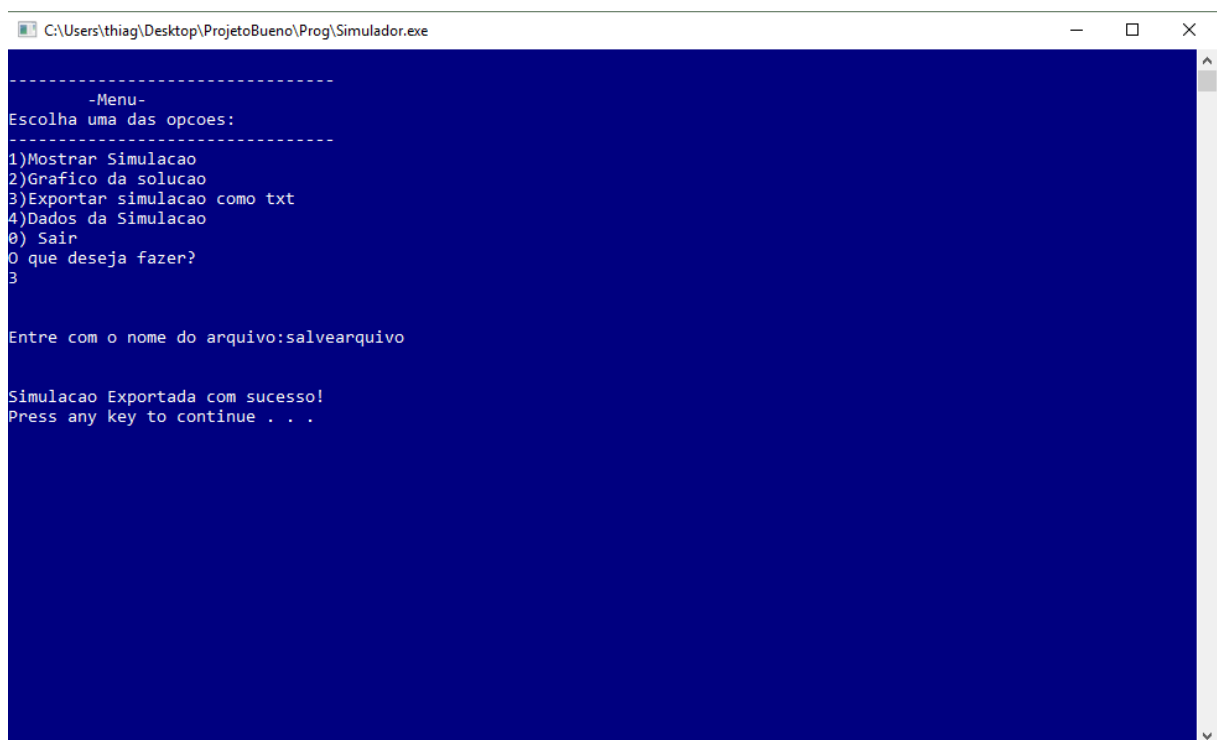 C:\Users\thiag\Desktop\ProjetoBueno\Prog\Simulador.exe
---------------------------------
-Menu-
Escolha uma das opcoes:
---------------------------------
1)Mostrar Simulacao
2)Grafico da solucao
3)Exportar simulacao como txt
4)Dados da Simulacao
0) Sair
O que deseja fazer?
3
Entre com o nome do arquivo:salvearquivo
Simulacao Exportada com sucesso!
Press any key to continue . . .